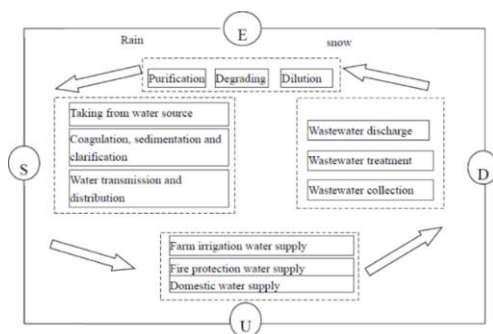 E
Rain
snow
Purification
Degrading
Dilution
Taking from water source
Coagulation, sedimentation and
clarification
Water transmission and
distribution
Wastewater discharge
Wastewater treatment
Wastewater collection
S
D
Farm irrigation water supply
Fire protection water supply
Domestic water supply
U